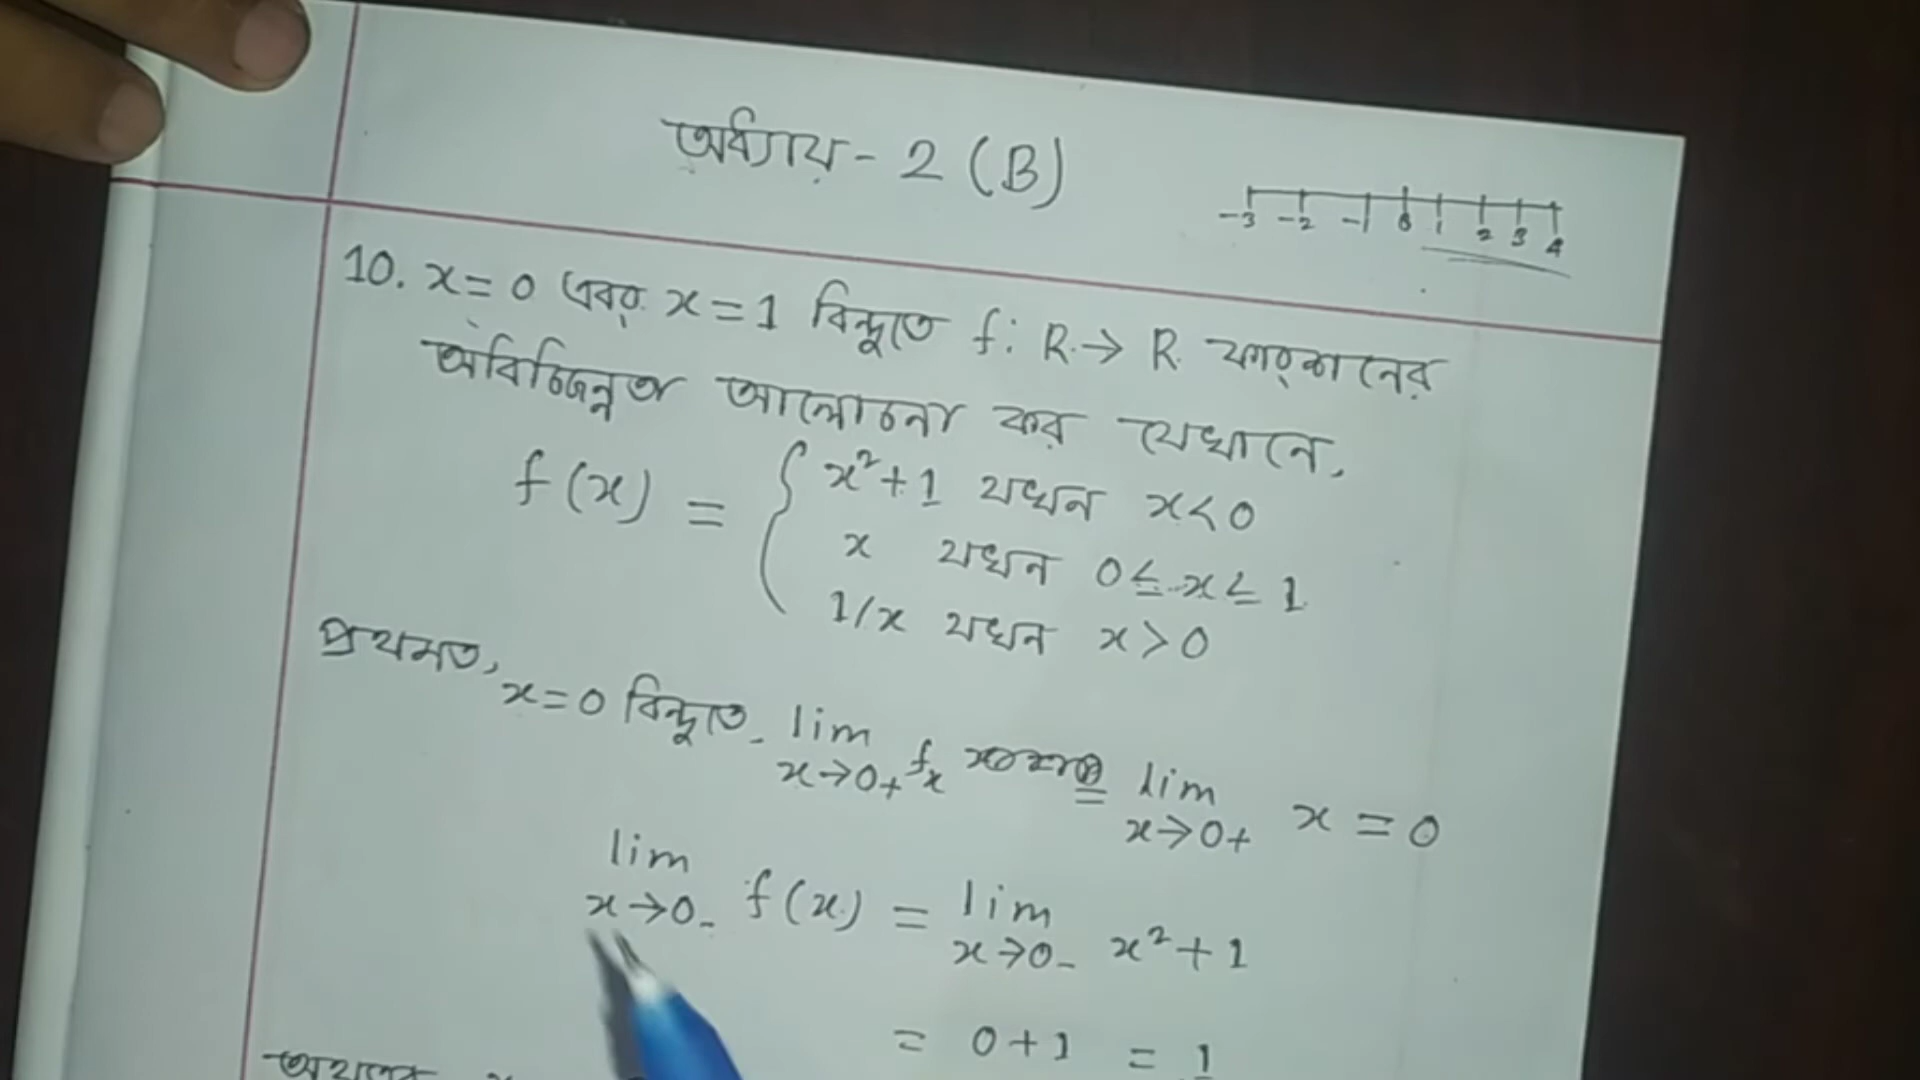 অধ্যায় - 2 (B)
-3 -2 -1 0 1 2 3 4
10. x = 0 এবং x = 1 বিন্দুতে f: R → R ফাংশনের
অবিচ্ছিন্নতা আলোচনা কর যেখানে,
f(x) = { x²+1 যখন x<0
x যখন 0≤x≤1
1/x যখন x>0
প্রথমত,
x=0 বিন্দুতে lim x→0+ fx = lim x→0+ x = 0
lim x→0- f(x) = lim x→0- x²+1
= 0+1 = 1